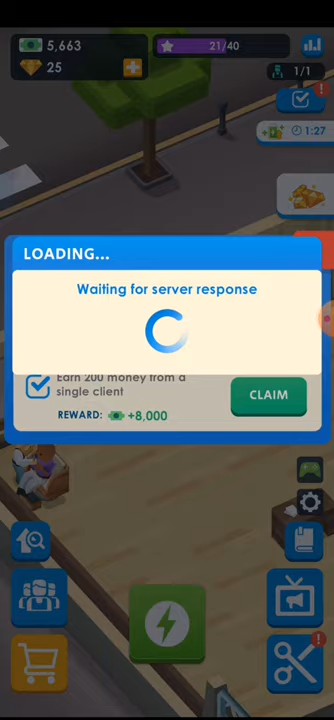 5,663
21/40
25
1/1
1:27
LOADING...
Waiting for server response
Earn 200 money from a
single client
CLAIM
REWARD: +8,000